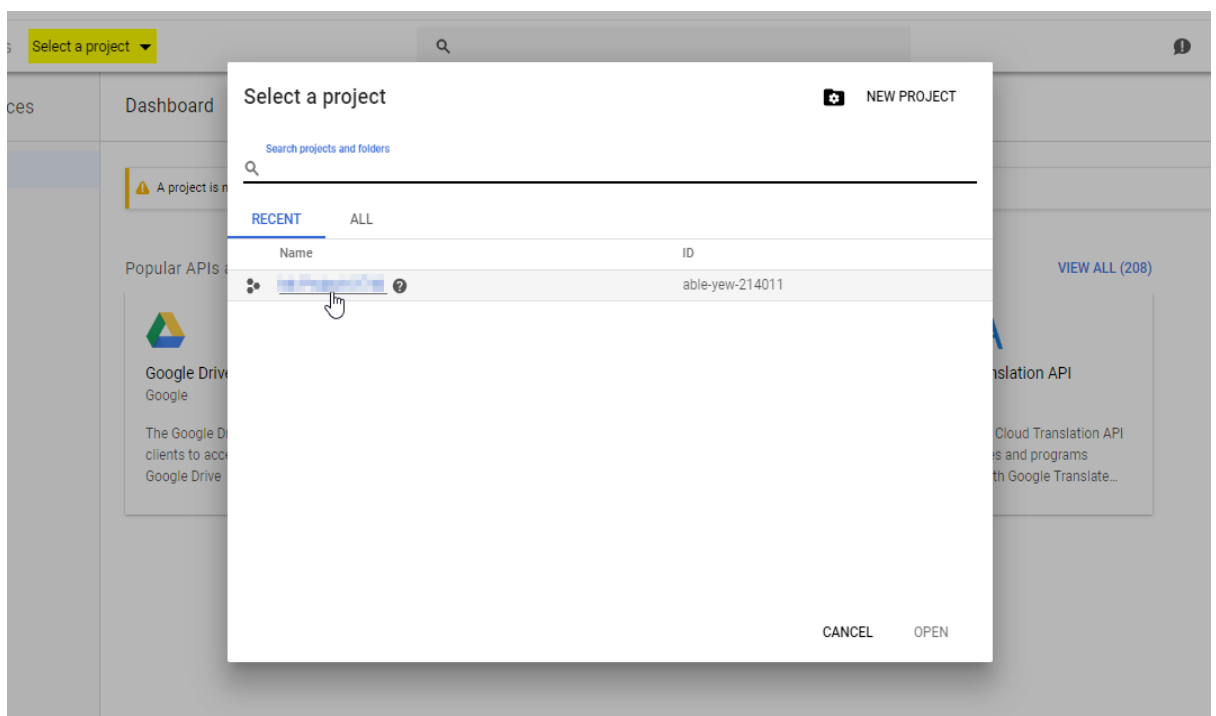 Select a project
Select a project
NEW PROJECT
ces
Dashboard
Search projects and folders
A project is
RECENT
ALL
Name
ID
Popular APIs
VIEW ALL (208)
able-yew-214011
Google Drive
Google
nslation API
The Google
clients to
Google Drive
Cloud Translation API
and programs
Google Translate...
CANCEL
OPEN